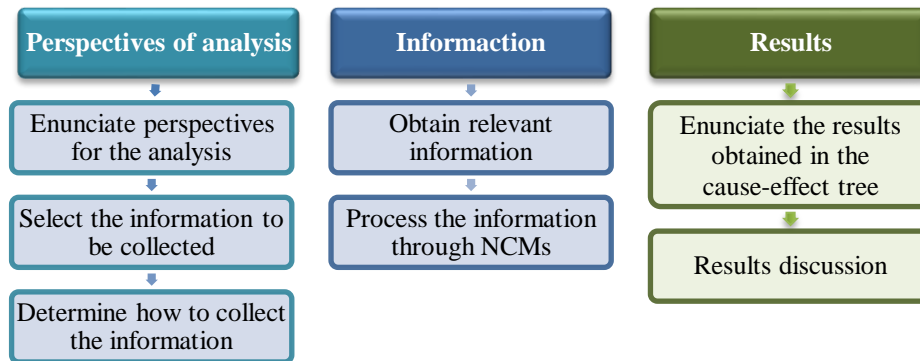 Perspectives of analysis
Enunciate perspectives
for the analysis
Select the information to
be collected
Determine how to collect
the information
Informaction
Obtain relevant
information
Process the information
through NCMs
Results
Enunciate the results
obtained in the
cause-effect tree
Results discussion